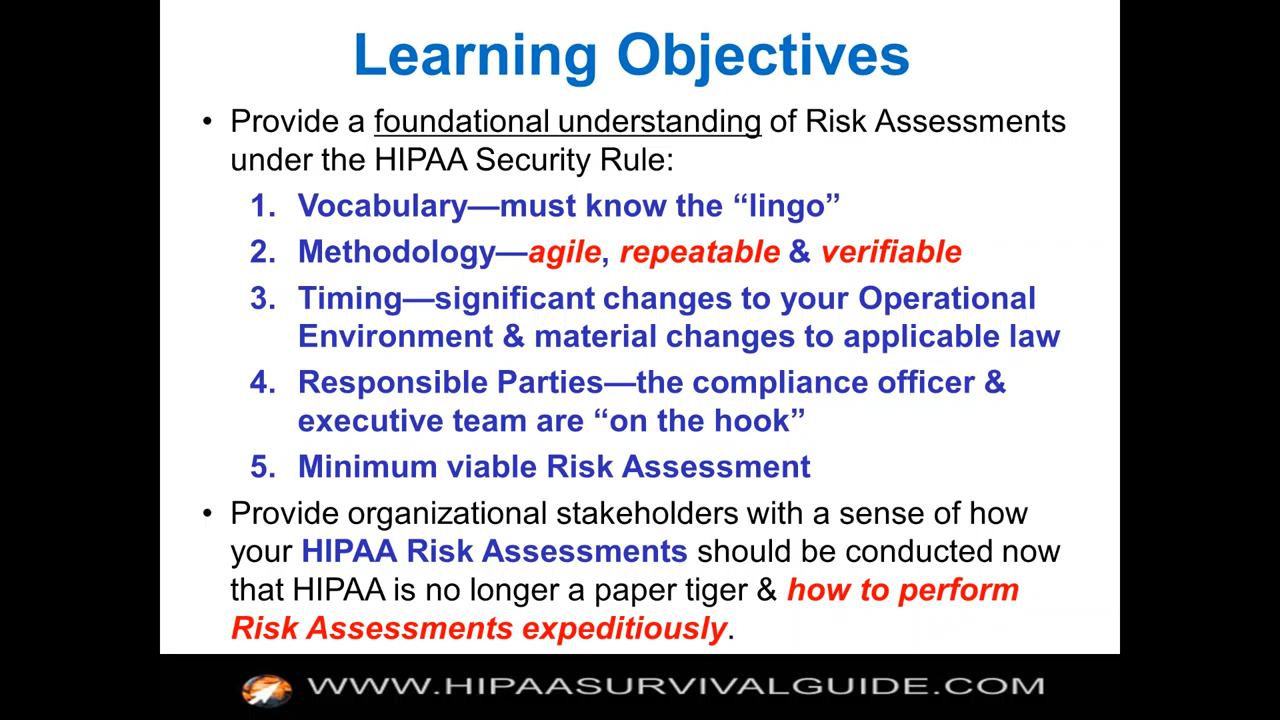 Learning Objectives
• Provide a foundational understanding of Risk Assessments
under the HIPAA Security Rule:
1. Vocabulary—must know the “lingo”
2. Methodology—agile, repeatable & verifiable
3. Timing—significant changes to your Operational
Environment & material changes to applicable law
4. Responsible Parties—the compliance officer &
executive team are “on the hook”
5. Minimum viable Risk Assessment
• Provide organizational stakeholders with a sense of how
your HIPAA Risk Assessments should be conducted now
that HIPAA is no longer a paper tiger & how to perform
Risk Assessments expeditiously.
WWW.HIPAASURVIVALGUIDE.COM